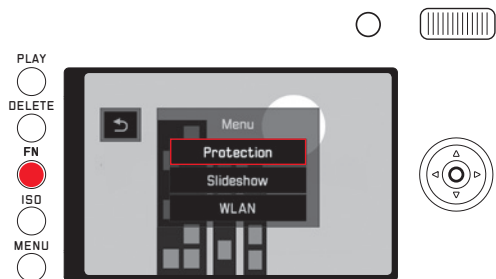 PLAY
DELETE
FN
ISO
MENU
Menu
Protection
Slideshow
WLAN